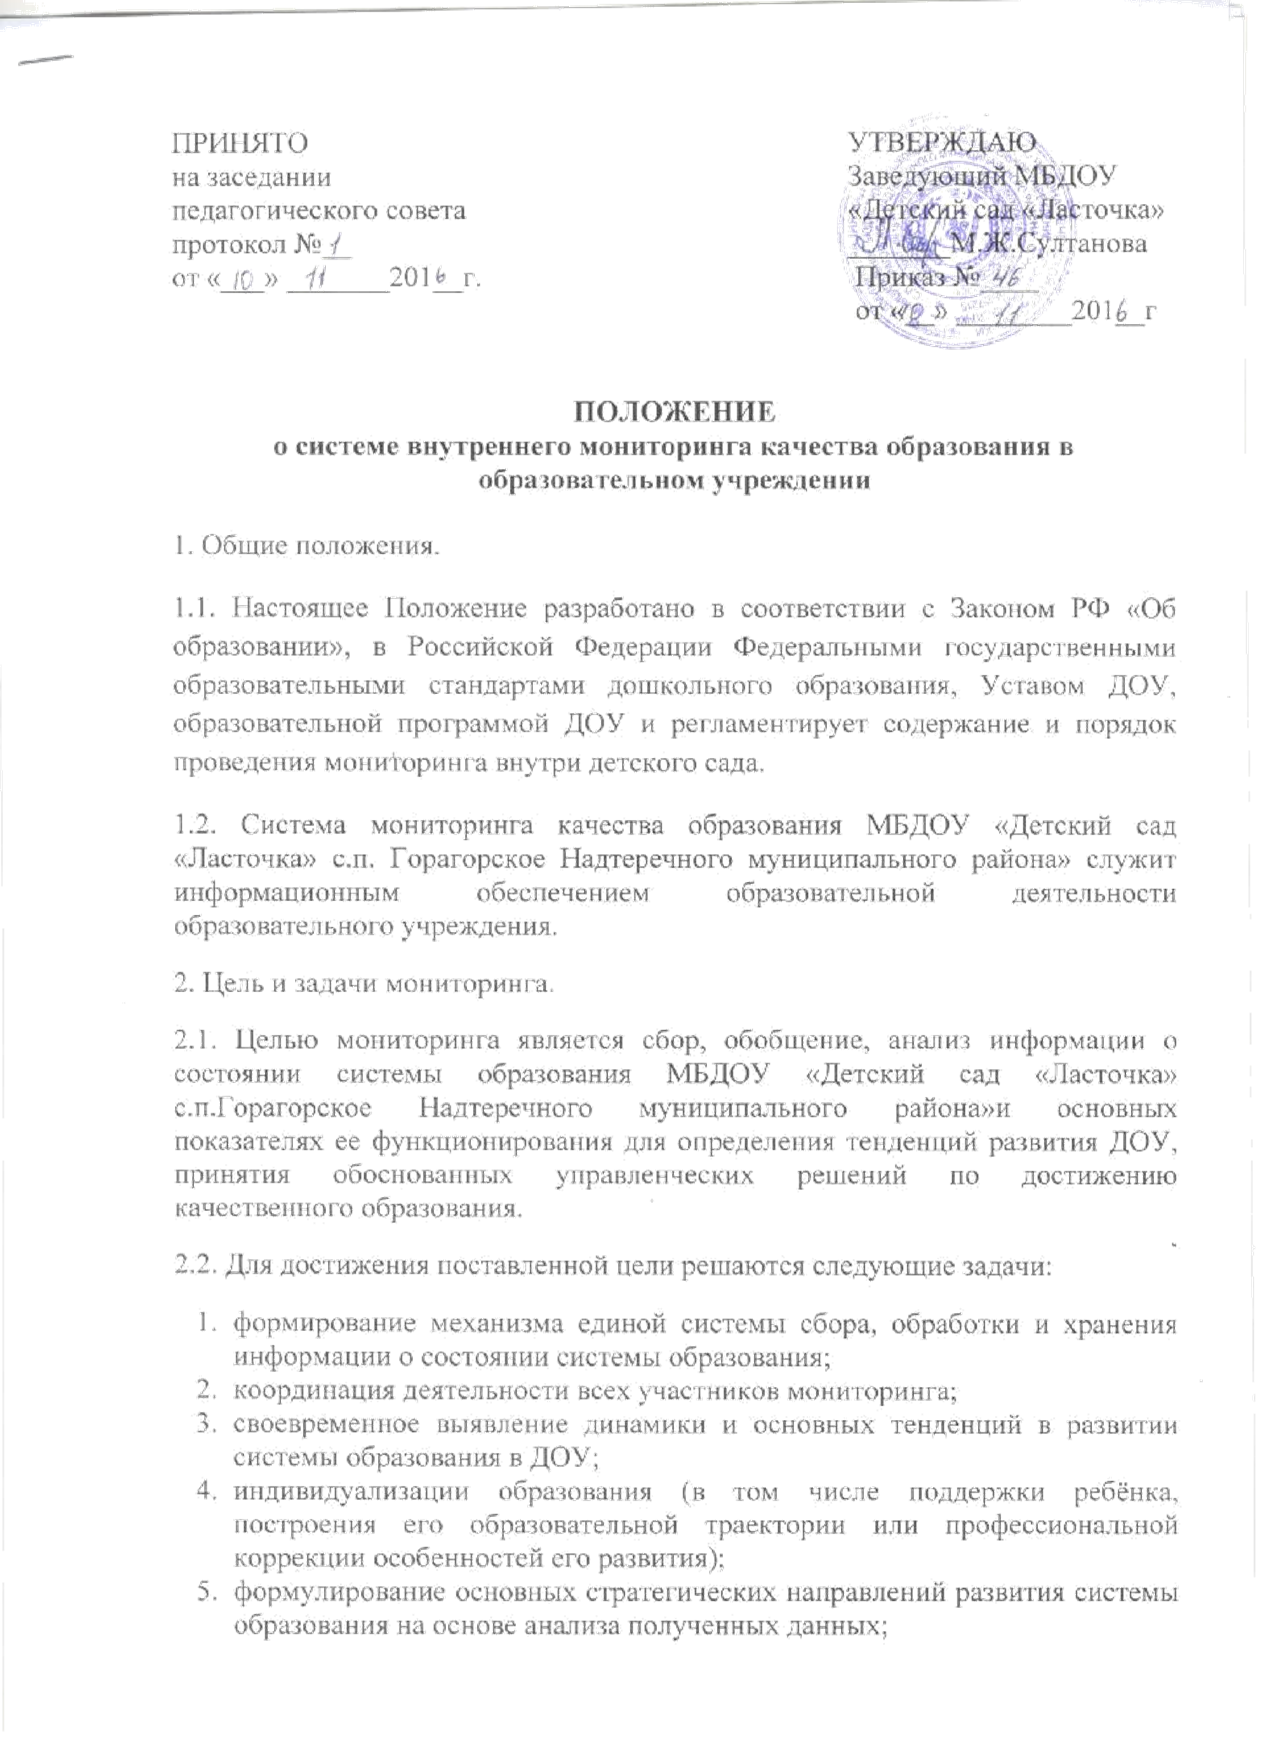 ПРИНЯТО
на заседании
педагогического совета
протокол № 1
от « 10 » 11 2016 г.
УТВЕРЖДАЮ
Заведующий МБДОУ
«Детский сад «Ласточка»
М.Ж.Султанова
Приказ № 46
от « » 11 2016 г
ПОЛОЖЕНИЕ
о системе внутреннего мониторинга качества образования в
образовательном учреждении
1. Общие положения.
1.1. Настоящее Положение разработано в соответствии с Законом РФ «Об
образовании», в Российской Федерации Федеральными государственными
образовательными стандартами дошкольного образования, Уставом ДОУ,
образовательной программой ДОУ и регламентирует содержание и порядок
проведения мониторинга внутри детского сада.
1.2. Система мониторинга качества образования МБДОУ «Детский сад
«Ласточка» с.п. Горагорское Надтеречного муниципального района» служит
информационным обеспечением образовательной деятельности
образовательного учреждения.
2. Цель и задачи мониторинга.
2.1. Целью мониторинга является сбор, обобщение, анализ информации о
состоянии системы образования МБДОУ «Детский сад «Ласточка»
с.п.Горагорское Надтеречного муниципального района»и основных
показателях ее функционирования для определения тенденций развития ДОУ,
принятия обоснованных управленческих решений по достижению
качественного образования.
2.2. Для достижения поставленной цели решаются следующие задачи:
1. формирование механизма единой системы сбора, обработки и хранения
информации о состоянии системы образования;
2. координация деятельности всех участников мониторинга;
3. своевременное выявление динамики и основных тенденций в развитии
системы образования в ДОУ;
4. индивидуализации образования (в том числе поддержки ребёнка,
построения его образовательной траектории или профессиональной
коррекции особенностей его развития);
5. формулирование основных стратегических направлений развития системы
образования на основе анализа полученных данных;